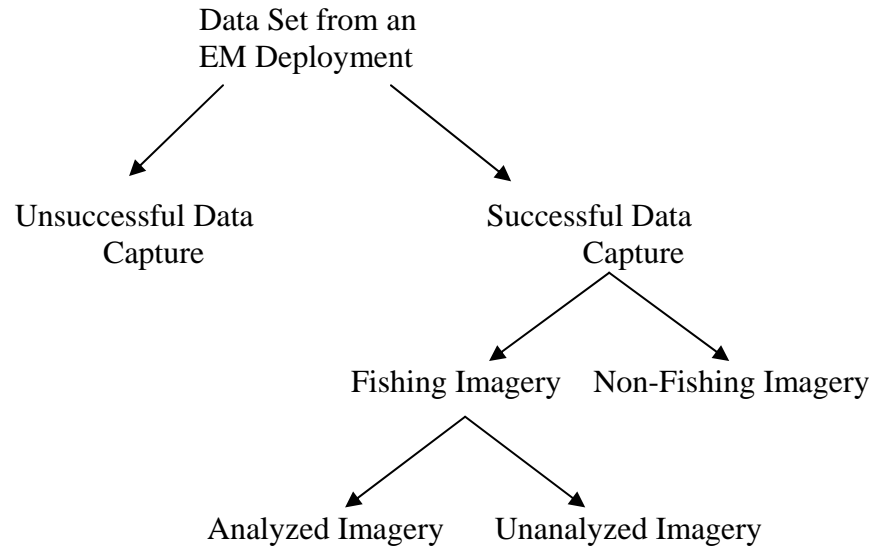 Data Set from an
EM Deployment
Unsuccessful Data
Capture
Successful Data
Capture
Fishing Imagery
Non-Fishing Imagery
Analyzed Imagery
Unanalyzed Imagery